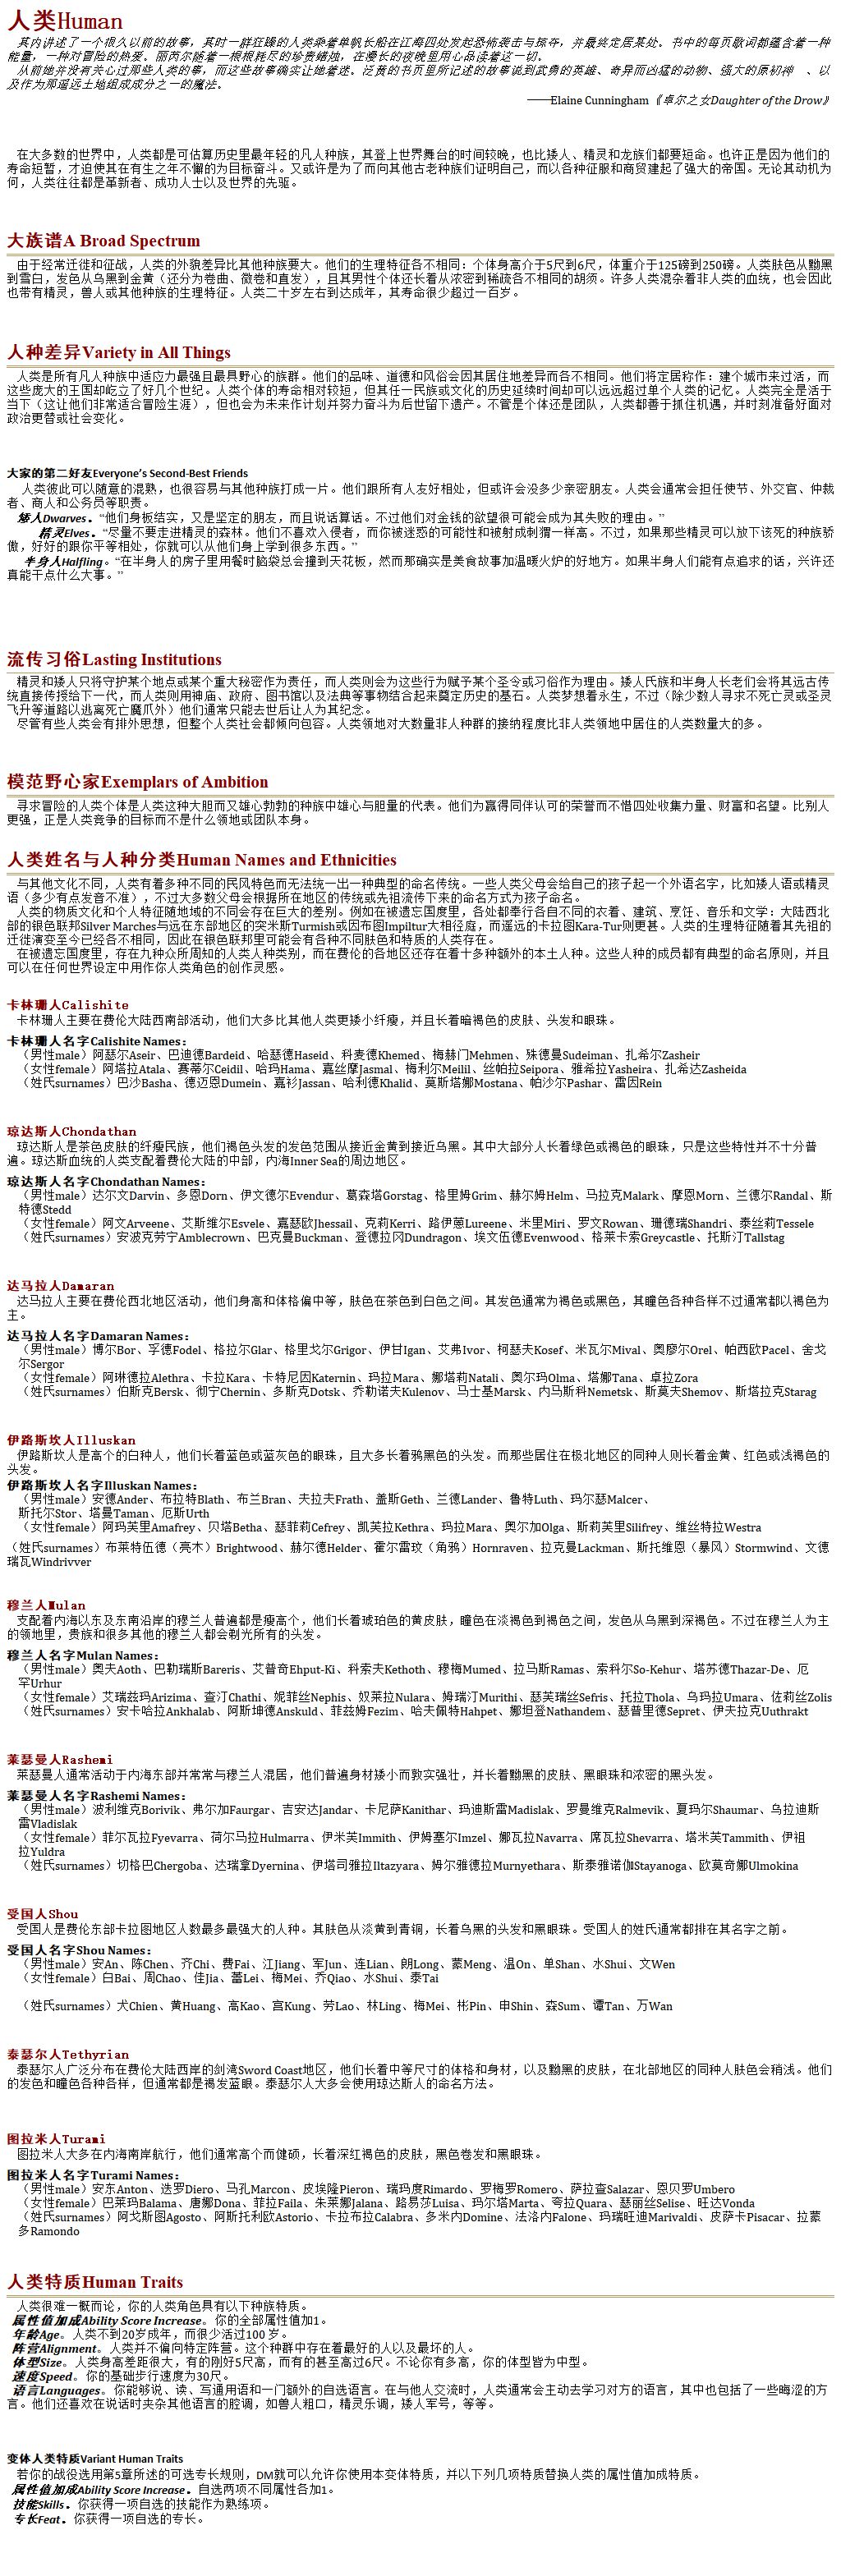 人类Human
其内讲述了一个很久以前的故事，其时一群狂躁的人类乘着单帆长船在江海四处发起恐怖袭击与掠夺，并最终定居某处。书中的每页歌词都蕴含着一种
能量，一种对冒险的热爱。丽芮尔随着一根根耗尽的珍贵蜡烛，在漫长的夜晚里用心品读着这一切。
从前她并没有关心过那些人类的事，而这些故事确实让她着迷。泛黄的书页里所记述的故事说到武勇的英雄、奇异而凶猛的动物、强大的原初神　、以
及作为那遥远土地组成成分之一的魔法。
——Elaine Cunningham《卓尔之女Daughter of the Drow》
在大多数的世界中，人类都是可估算历史里最年轻的凡人种族，其登上世界舞台的时间较晚，也比矮人、精灵和龙族们都要短命。也许正是因为他们的
寿命短暂，才迫使其在有生之年不懈的为目标奋斗。又或许是为了而向其他古老种族们证明自己，而以各种征服和商贸建起了强大的帝国。无论其动机为
何，人类往往都是革新者、成功人士以及世界的先驱。
大族谱A Broad Spectrum
由于经常迁徙和征战，人类的外貌差异比其他种族要大。他们的生理特征各不相同：个体身高介于5尺到6尺，体重介于125磅到250磅。人类肤色从黝黑
到雪白，发色从乌黑到金黄（还分为卷曲、微卷和直发），且其男性个体还长着从浓密到稀疏各不相同的胡须。许多人类混杂着非人类的血统，也会因此
也带有精灵，兽人或其他种族的生理特征。人类二十岁左右到达成年，其寿命很少超过一百岁。
人种差异Variety in All Things
人类是所有凡人种族中适应力最强且最具野心的族群。他们的品味、道德和风俗会因其居住地差异而各不相同。他们将定居称作：建个城市来过活，而
这些庞大的王国却屹立了好几个世纪。人类个体的寿命相对较短，但其任一民族或文化的历史延续时间却可以远远超过单个人类的记忆。人类完全是活于
当下（这让他们非常适合冒险生涯），但也会为未来作计划并努力奋斗为后世留下遗产。不管是个体还是团队，人类都善于抓住机遇，并时刻准备好面对
政治更替或社会变化。
大家的第二好友Everyone’s Second-Best Friends
人类彼此可以随意的混熟，也很容易与其他种族打成一片。他们跟所有人友好相处，但或许会没多少亲密朋友。人类会通常会担任使节、外交官、仲裁
者、商人和公务员等职责。
矮人Dwarves。“他们身板结实，又是坚定的朋友，而且说话算话。不过他们对金钱的欲望很可能会成为其失败的理由。”
精灵Elves。“尽量不要走进精灵的森林。他们不喜欢入侵者，而你被迷惑的可能性和被射成刺猬一样高。不过，如果那些精灵可以放下该死的种族骄
傲，好好的跟你平等相处，你就可以从他们身上学到很多东西。”
半身人Halfling。“在半身人的房子里用餐时脑袋总会撞到天花板，然而那确实是美食故事加温暖火炉的好地方。如果半身人们能有点追求的话，兴许还
真能干点什么大事。”
流传习俗Lasting Institutions
精灵和矮人只将守护某个地点或某个重大秘密作为责任，而人类则会为这些行为赋予某个圣令或习俗作为理由。矮人氏族和半身人长老们会将其远古传
统直接传授给下一代，而人类则用神庙、政府、图书馆以及法典等事物结合起来奠定历史的基石。人类梦想着永生，不过（除少数人寻求不死亡灵或圣灵
飞升等道路以逃离死亡魔爪外）他们通常只能去世后让人为其纪念。
尽管有些人类会有排外思想，但整个人类社会都倾向包容。人类领地对大数量非人种群的接纳程度比非人类领地中居住的人类数量大的多。
模范野心家Exemplars of Ambition
寻求冒险的人类个体是人类这种大胆而又雄心勃勃的种族中雄心与胆量的代表。他们为赢得同伴认可的荣誉而不惜四处收集力量、财富和名望。比别人
更强，正是人类竞争的目标而不是什么领地或团队本身。
人类姓名与人种分类Human Names and Ethnicities
与其他文化不同，人类有着多种不同的民风特色而无法统一出一种典型的命名传统。一些人类父母会给自己的孩子起一个外语名字，比如矮人语或精灵
语（多少有点发音不准），不过大多数父母会根据所在地区的传统或先祖流传下来的命名方式为孩子命名。
人类的物质文化和个人特征随地域的不同会存在巨大的差别。例如在被遗忘国度里，各处都奉行各自不同的衣着、建筑、烹饪、音乐和文学：大陆西北
部的银色联邦Silver Marches与远在东部地区的突米斯Turmish或因布图Impiltur大相径庭，而遥远的卡拉图Kara-Tur则更甚。人类的生理特征随着其先祖的
迁徙演变至今已经各不相同，因此在银色联邦里可能会有各种不同肤色和特质的人类存在。
在被遗忘国度里，存在九种众所周知的人类人种类别，而在费伦的各地区还存在着十多种额外的本土人种。这些人种的成员都有典型的命名原则，并且
可以在任何世界设定中用作你人类角色的创作灵感。
卡林珊人Calishite
卡林珊人主要在费伦大陆西南部活动，他们大多比其他人类更矮小纤瘦，并且长着暗褐色的皮肤、头发和眼珠。
卡林珊人名字Calishite Names：
（男性male）阿瑟尔Aseir、巴迪德Bardeid、哈瑟德Haseid、科麦德Khemed、梅赫门Mehmen、殊德曼Sudeiman、扎希尔Zasheir
（女性female）阿塔拉Atala、赛蒂尔Ceidil、哈玛Hama、嘉丝摩Jasmal、梅利尔Meilil、丝帕拉Seipora、雅希拉Yasheira、扎希达Zasheida
（姓氏surnames）巴沙Basha、德迈恩Dumein、嘉衫Jassan、哈利德Khalid、莫斯塔娜Mostana、帕沙尔Pashar、雷因Rein
琼达斯人Chondathan
琼达斯人是茶色皮肤的纤瘦民族，他们褐色头发的发色范围从接近金黄到接近乌黑。其中大部分人长着绿色或褐色的眼珠，只是这些特性并不十分普
遍。琼达斯血统的人类支配着费伦大陆的中部，内海Inner Sea的周边地区。
琼达斯人名字Chondathan Names：
（男性male）达尔文Darvin、多恩Dorn、伊文德尔Evendur、葛森塔Gorstag、格里姆Grim、赫尔姆Helm、马拉克Malark、摩恩Morn、兰德尔Randal、斯
特德Stedd
（女性female）阿文Arveene、艾斯维尔Esvele、嘉瑟欧Jhessail、克莉Kerri、路伊蒽Lureene、米里Miri、罗文Rowan、珊德瑞Shandri、泰丝莉Tessele
（姓氏surnames）安波克劳宁Amblecrown、巴克曼Buckman、登德拉冈Dundragon、埃文伍德Evenwood、格莱卡索Greycastle、托斯汀Tallstag
达马拉人Damaran
达马拉人主要在费伦西北地区活动，他们身高和体格偏中等，肤色在茶色到白色之间。其发色通常为褐色或黑色，其瞳色各种各样不过通常都以褐色为
主。
达马拉人名字Damaran Names：
（男性male）博尔Bor、孚德Fodel、格拉尔Glar、格里戈尔Grigor、伊甘Igan、艾弗Ivor、柯瑟夫Kosef、米瓦尔Mival、奥廖尔Orel、帕西欧Pacel、舍戈
尔Sergor
（女性female）阿琳德拉Alethra、卡拉Kara、卡特尼因Katernin、玛拉Mara、娜塔莉Natali、奥尔玛Olma、塔娜Tana、卓拉Zora
（姓氏surnames）伯斯克Bersk、彻宁Chernin、多斯克Dotsk、乔勒诺夫Kulenov、马士基Marsk、内马斯科Nemetsk、斯莫夫Shemov、斯塔拉克Starag
伊路斯坎人Illuskan
伊路斯坎人是高个的白种人，他们长着蓝色或蓝灰色的眼珠，且大多长着鸦黑色的头发。而那些居住在极北地区的同种人则长着金黄、红色或浅褐色的
头发。
伊路斯坎人名字Illuskan Names：
（男性male）安德Ander、布拉特Blath、布兰Bran、夫拉夫Frath、盖斯Geth、兰德Lander、鲁特Luth、玛尔瑟Malcer、
斯托尔Stor、塔曼Taman、厄斯Urth
（女性female）阿玛芙里Amafrey、贝塔Betha、瑟菲莉Cefrey、凯芙拉Kethra、玛拉Mara、奥尔加Olga、斯莉芙里Silifrey、维丝特拉Westra
（姓氏surnames）布莱特伍德（亮木）Brightwood、赫尔德Helder、霍尔雷玟（角鸦）Hornraven、拉克曼Lackman、斯托维恩（暴风）Stormwind、文德
瑞瓦Windrivver
穆兰人Mulan
支配着内海以东及东南沿岸的穆兰人普遍都是瘦高个，他们长着琥珀色的黄皮肤，瞳色在淡褐色到褐色之间，发色从乌黑到深褐色。不过在穆兰人为主
的领地里，贵族和很多其他的穆兰人都会剃光所有的头发。
穆兰人名字Mulan Names：
（男性male）奥夫Aoth、巴勒瑞斯Bareris、艾普奇Ehput-Ki、科索夫Kethoth、穆梅Mumed、拉马斯Ramas、索科尔So-Kehur、塔苏德Thazar-De、厄
罕Urhur
（女性female）艾瑞兹玛Arizima、查汀Chathi、妮菲丝Nephis、奴莱拉Nulara、姆瑞汀Murithi、瑟芙瑞丝Sefris、托拉Thola、乌玛拉Umara、佐莉丝Zolis
（姓氏surnames）安卡哈拉Ankhalab、阿斯坤德Anskuld、菲兹姆Fezim、哈夫佩特Hahpet、娜坦登Nathandem、瑟普里德Sepret、伊夫拉克Uuthrakt
莱瑟曼人Rashemi
莱瑟曼人通常活动于内海东部并常常与穆兰人混居，他们普遍身材矮小而敦实强壮，并长着黝黑的皮肤、黑眼珠和浓密的黑头发。
莱瑟曼人名字Rashemi Names：
（男性male）波利维克Borivik、弗尔加Faurgar、吉安达Jandar、卡尼萨Kanithar、玛迪斯雷Madislak、罗曼维克Ralmevik、夏玛尔Shaumar、乌拉迪斯
雷Vladislak
（女性female）菲尔瓦拉Fyevarra、荷尔马拉Hulmarra、伊米芙Immith、伊姆塞尔Imzel、娜瓦拉Navarra、席瓦拉Shevarra、塔米芙Tammith、伊祖
拉Yuldra
（姓氏surnames）切格巴Chergoba、达瑞拿Dyernina、伊塔司雅拉Iltazyara、姆尔雅德拉Murnyethara、斯泰雅诺伽Stayanoga、欧莫奇娜Ulmokina
受国人Shou
受国人是费伦东部卡拉图地区人数最多最强大的人种。其肤色从淡黄到青铜，长着乌黑的头发和黑眼珠。受国人的姓氏通常都排在其名字之前。
受国人名字Shou Names：
（男性male）安An、陈Chen、齐Chi、费Fai、江Jiang、军Jun、连Lian、朗Long、蒙Meng、温On、单Shan、水Shui、文Wen
（女性female）白Bai、周Chao、佳Jia、蕾Lei、梅Mei、乔Qiao、水Shui、泰Tai
（姓氏surnames）犬Chien、黄Huang、高Kao、宫Kung、劳Lao、林Ling、梅Mei、彬Pin、申Shin、森Sum、谭Tan、万Wan
泰瑟尔人Tethyrian
泰瑟尔人广泛分布在费伦大陆西岸的剑湾Sword Coast地区，他们长着中等尺寸的体格和身材，以及黝黑的皮肤，在北部地区的同种人肤色会稍浅。他们
的发色和瞳色各种各样，但通常都是褐发蓝眼。泰瑟尔人大多会使用琼达斯人的命名方法。
图拉米人Turami
图拉米人大多在内海南岸航行，他们通常高个而健硕，长着深红褐色的皮肤，黑色卷发和黑眼珠。
图拉米人名字Turami Names：
（男性male）安东Anton、迭罗Diero、马孔Marcon、皮埃隆Pieron、瑞玛度Rimardo、罗梅罗Romero、萨拉查Salazar、恩贝罗Umbero
（女性female）巴莱玛Balama、唐娜Dona、菲拉Faila、朱莱娜Jalana、路易莎Luisa、玛尔塔Marta、夸拉Quara、瑟丽丝Selise、旺达Vonda
（姓氏surnames）阿戈斯图Agosto、阿斯托利欧Astorio、卡拉布拉Calabra、多米内Domine、法洛内Falone、玛瑞旺迪Marivaldi、皮萨卡Pisacar、拉蒙
多Ramondo
人类特质Human Traits
人类很难一概而论，你的人类角色具有以下种族特质。
属性值加成Ability Score Increase。你的全部属性值加1。
年龄Age。人类不到20岁成年，而很少活过100 岁。
阵营Alignment。人类并不偏向特定阵营。这个种群中存在着最好的人以及最坏的人。
体型Size。人类身高差距很大，有的刚好5尺高，而有的甚至高过6尺。不论你有多高，你的体型皆为中型。
速度Speed。你的基础步行速度为30尺。
语言Languages。你能够说、读、写通用语和一门额外的自选语言。在与他人交流时，人类通常会主动去学习对方的语言，其中也包括了一些晦涩的方
言。他们还喜欢在说话时夹杂其他语言的腔调，如兽人粗口，精灵乐调，矮人军号，等等。
变体人类特质Variant Human Traits
若你的战役选用第5章所述的可选专长规则，DM就可以允许你使用本变体特质，并以下列几项特质替换人类的属性值加成特质。
属性值加成Ability Score Increase。自选两项不同属性各加1。
技能Skills。你获得一项自选的技能作为熟练项。
专长Feat。你获得一项自选的专长。